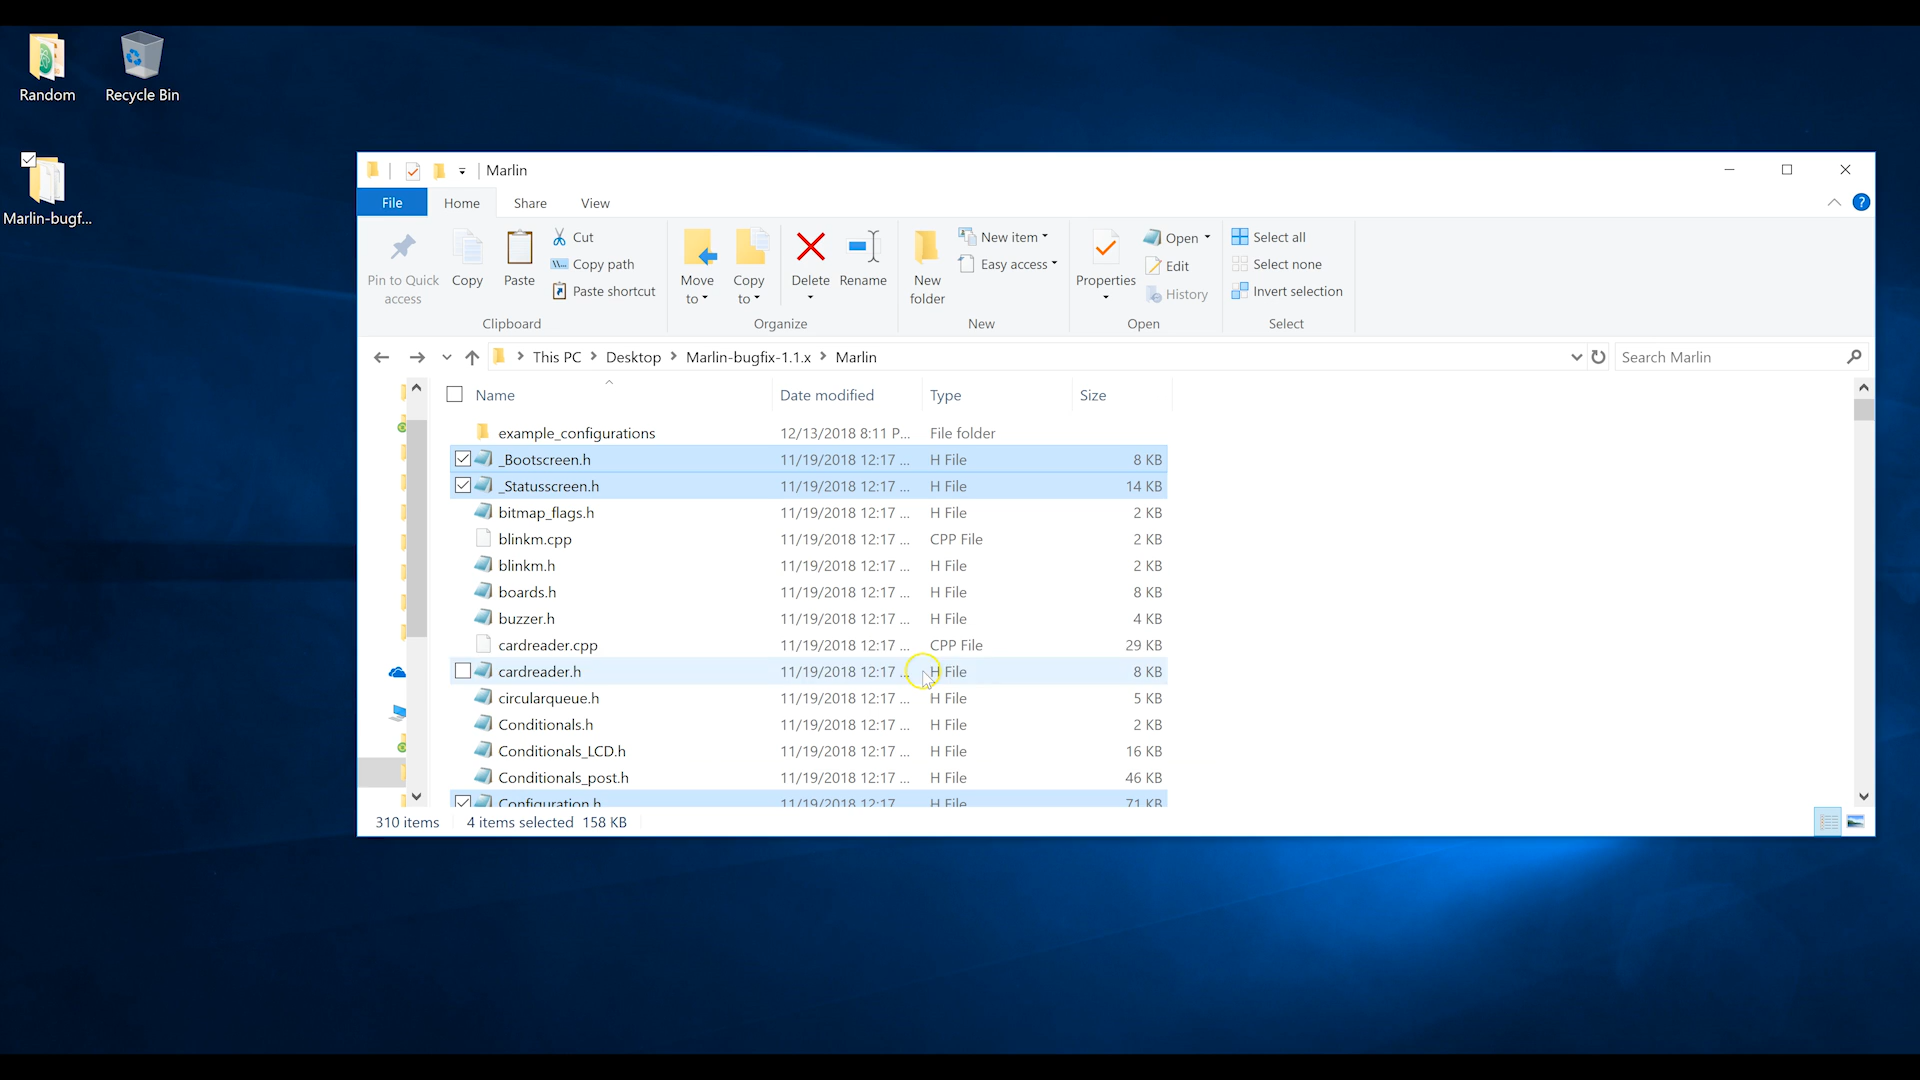 Random
Recycle Bin
Marlin-bugf...
Marlin
File
Home
Share
View
Pin to Quick
access
Copy
Paste
Cut
Copy path
Paste shortcut
Clipboard
Move
to
Copy
to
Delete
Rename
Organize
New
folder
New item
Easy access
New
Properties
Open
Edit
History
Open
Select all
Select none
Invert selection
Select
This PC > Desktop > Marlin-bugfix-1.1.x > Marlin
Search Marlin
Name Date modified Type Size
example_configurations 12/13/2018 8:11 P... File folder
_Bootscreen.h 11/19/2018 12:17 ... H File 8 KB
_Statusscreen.h 11/19/2018 12:17 ... H File 14 KB
bitmap_flags.h 11/19/2018 12:17 ... H File 2 KB
blinkm.cpp 11/19/2018 12:17 ... CPP File 2 KB
blinkm.h 11/19/2018 12:17 ... H File 2 KB
boards.h 11/19/2018 12:17 ... H File 8 KB
buzzer.h 11/19/2018 12:17 ... H File 4 KB
cardreader.cpp 11/19/2018 12:17 ... CPP File 29 KB
cardreader.h 11/19/2018 12:17 ... H File 8 KB
circularqueue.h 11/19/2018 12:17 ... H File 5 KB
Conditionals.h 11/19/2018 12:17 ... H File 2 KB
Conditionals_LCD.h 11/19/2018 12:17 ... H File 16 KB
Conditionals_post.h 11/19/2018 12:17 ... H File 46 KB
Configuration.h 11/19/2018 12:17 H File 71 KB
310 items 4 items selected 158 KB